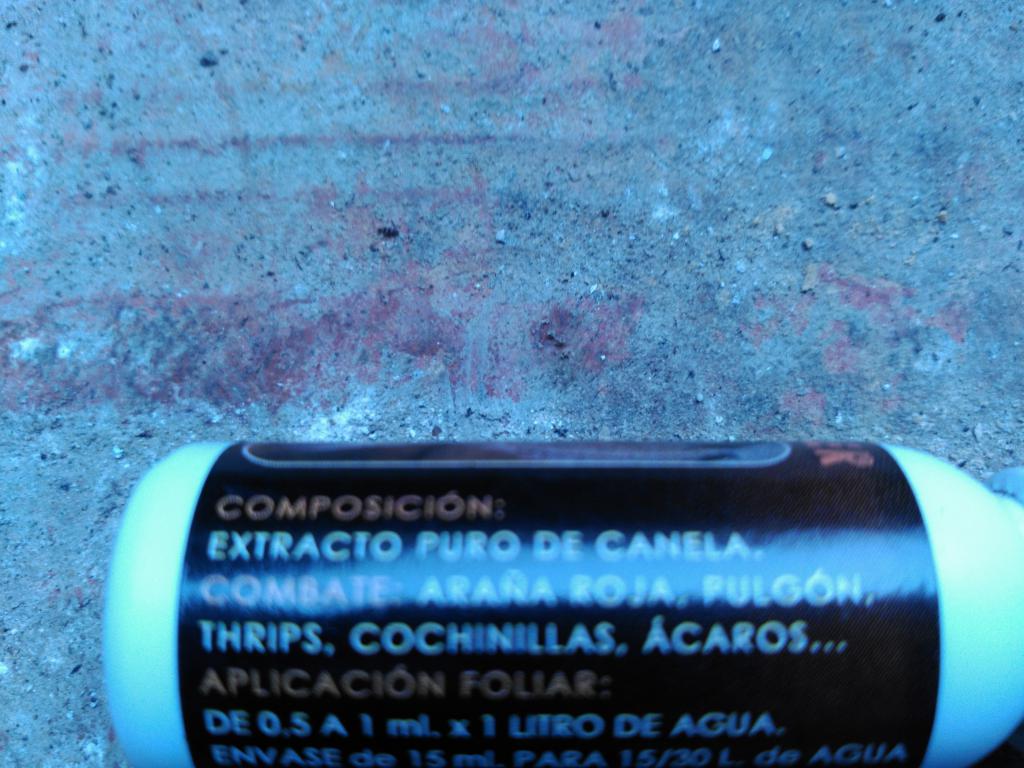 COMPOSICIÓN:
EXTRACTO PURO DE CANELA.
COMBATE: ARAÑA ROJA, PULGÓN,
THRIPS, COCHINILLAS, ÁCAROS...
APLICACIÓN FOLIAR:
DE 0,5 A 1 ml. x 1 LITRO DE AGUA.
ENVASE de 15 ml. PARA 15/30 L. de AGUA